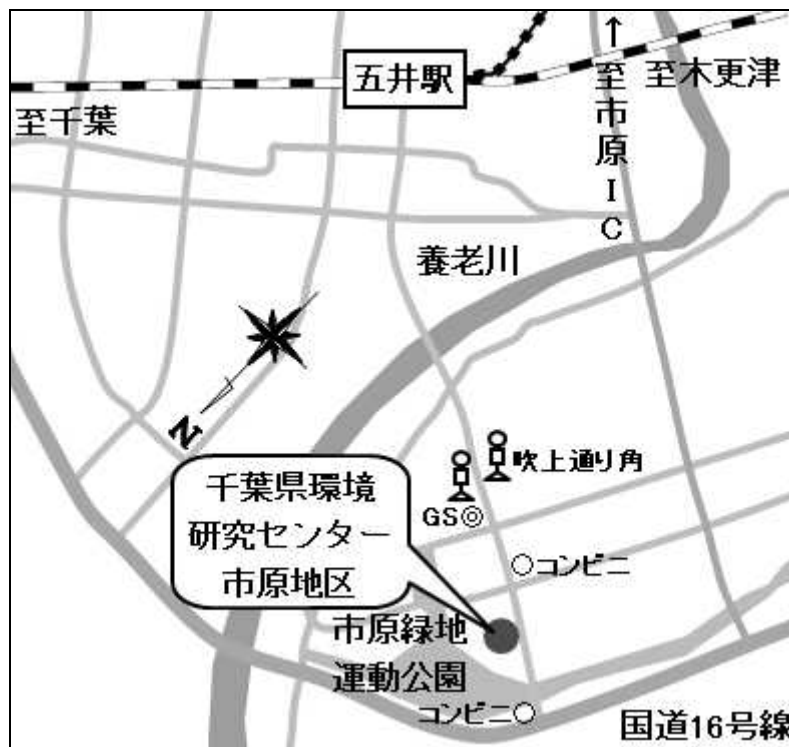 五井駅
至千葉
↑至市原IC
至木更津
養老川
N
吹上通り角
GS◎
千葉県環境
研究センター
市原地区
○コンビニ
市原緑地
運動公園
コンビニ○
国道16号線